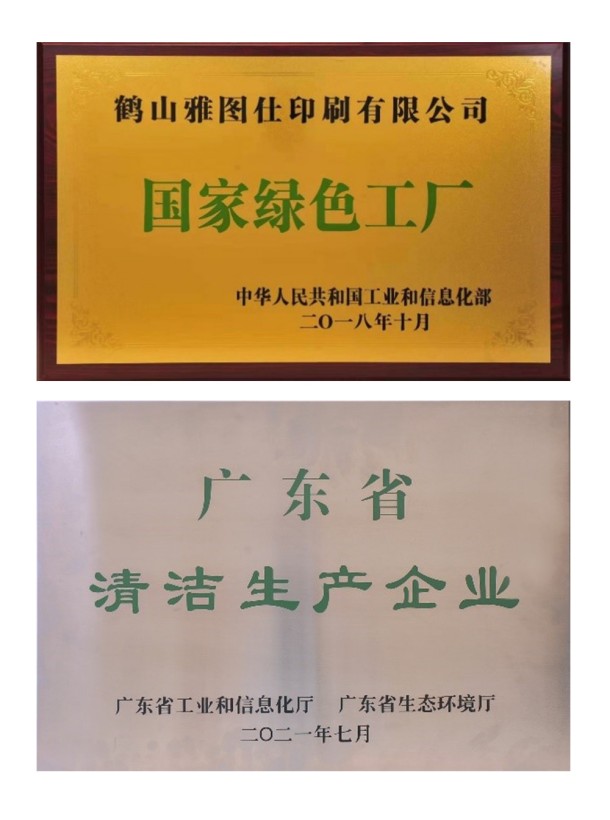 鹤山雅图仕印刷有限公司
国家绿色工厂
中华人民共和国工业和信息化部
二〇一八年十月
广东省
清洁生产企业
广东省工业和信息化厅 广东省生态环境厅
二〇二一年七月